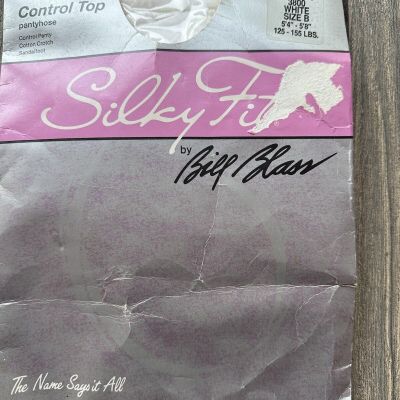 Control Top
pantyhose
Control Panty
Cotton Crotch
Sandalfoot
3800
WHITE
SIZE B
5'4" - 5'8"
125 - 155 LBS.
Silky Fit
by
Bill Blass
The Name Says it All